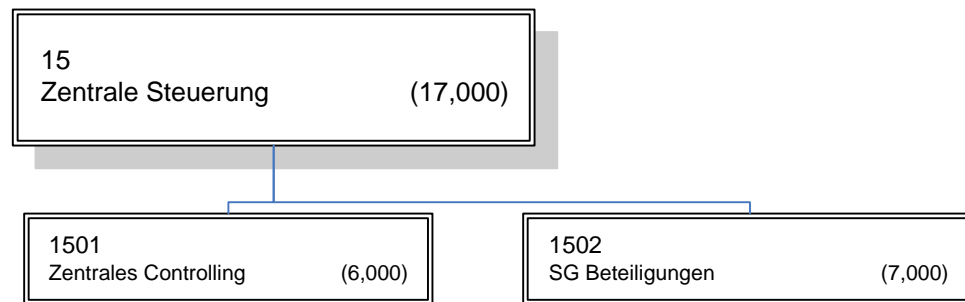 15
Zentrale Steuerung (17,000)
1501
Zentrales Controlling (6,000)
1502
SG Beteiligungen (7,000)